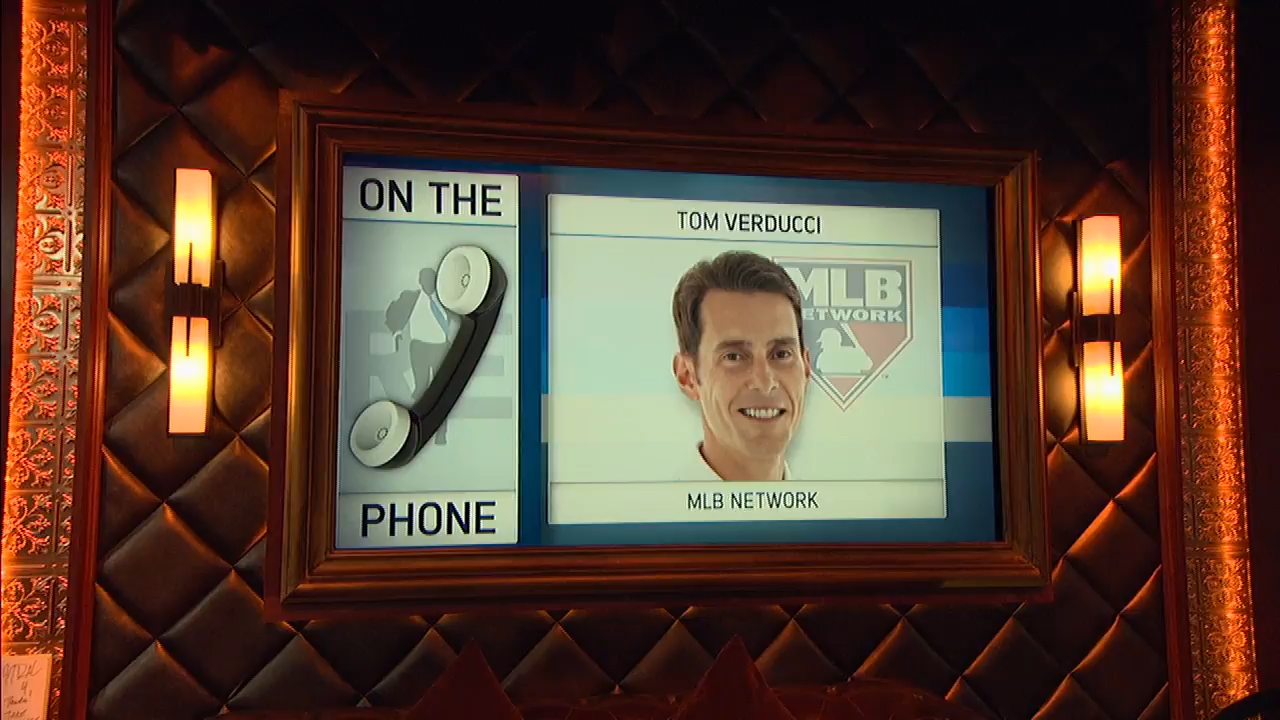 ON THE
PHONE
TOM VERDUCCI
MLB
NETWORK
MLB NETWORK